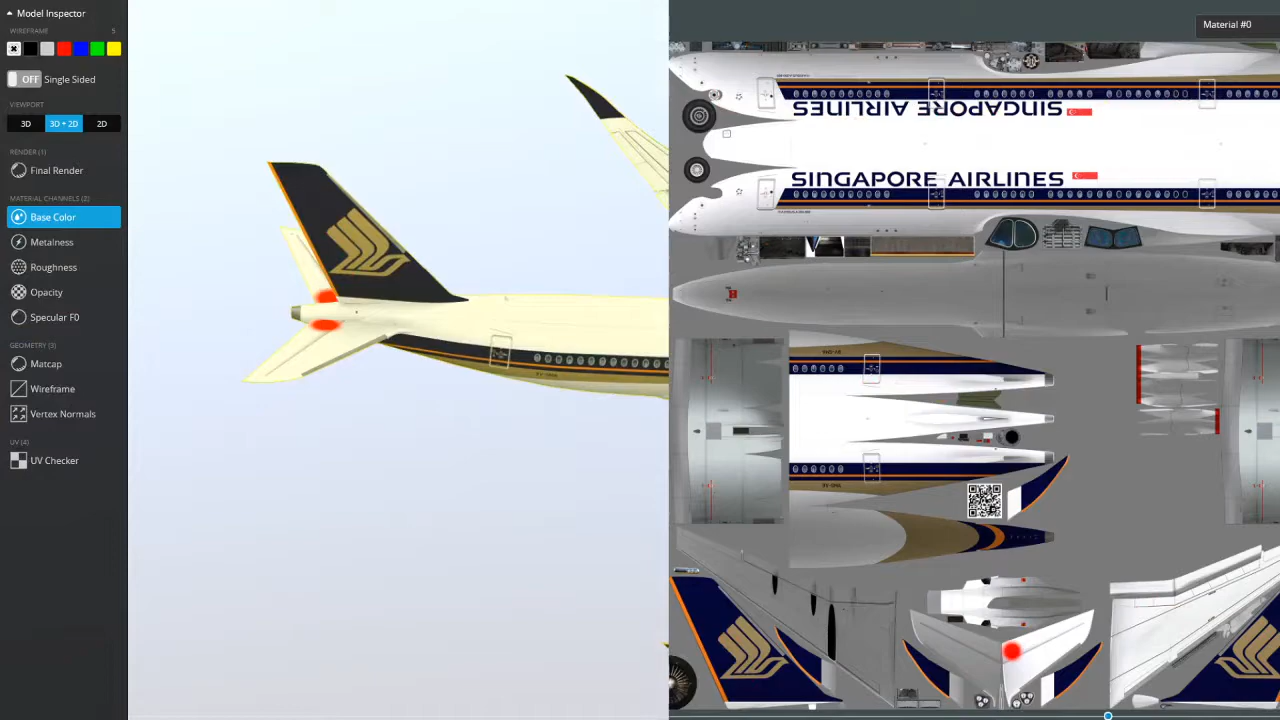 Model Inspector
WIREFRAME 5
OFF Single Sided
VIEWPORT
3D 3D + 2D 2D
RENDER (1)
Final Render
MATERIAL CHANNELS (2)
Base Color
Metalness
Roughness
Opacity
Specular F0
GEOMETRY (3)
Matcap
Wireframe
Vertex Normals
UV (4)
UV Checker
Material #0
SINGAPORE AIRLINES
SINGAPORE AIRLINES